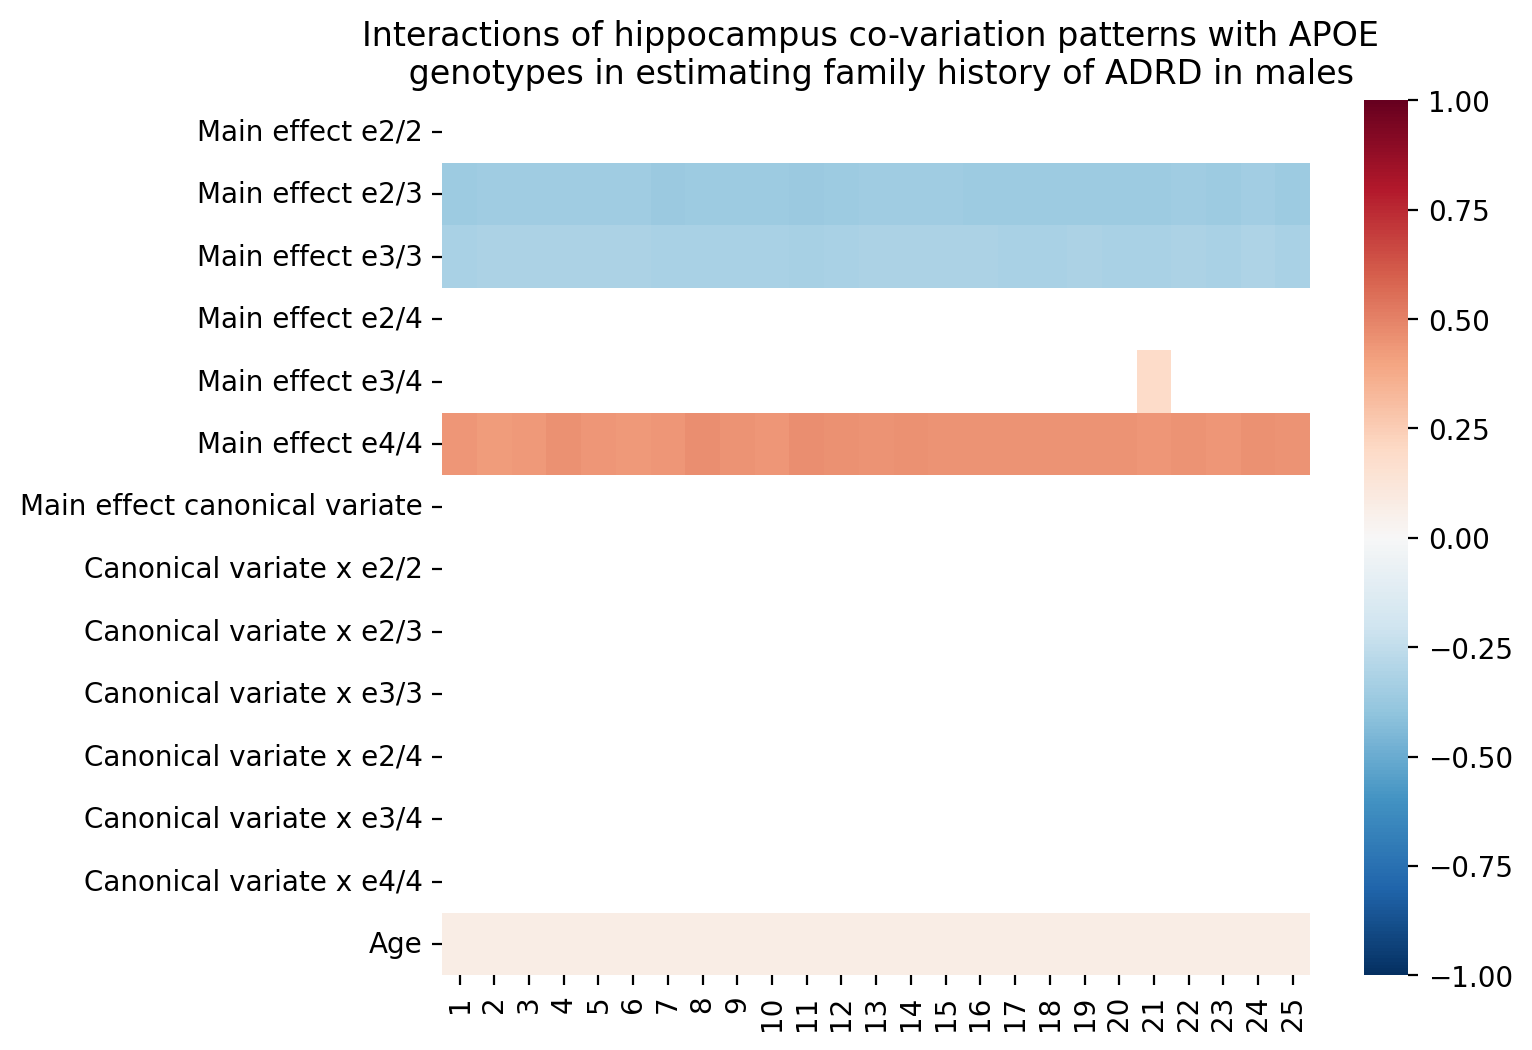 Interactions of hippocampus co-variation patterns with APOE
genotypes in estimating family history of ADRD in males
Main effect e2/2
Main effect e2/3
Main effect e3/3
Main effect e2/4
Main effect e3/4
Main effect e4/4
Main effect canonical variate
Canonical variate x e2/2
Canonical variate x e2/3
Canonical variate x e3/3
Canonical variate x e2/4
Canonical variate x e3/4
Canonical variate x e4/4
Age
1 2 3 4 5 6 7 8 9 10 11 12 13 14 15 16 17 18 19 20 21 22 23 24 25
1.00
0.75
0.50
0.25
0.00
−0.25
−0.50
−0.75
−1.00